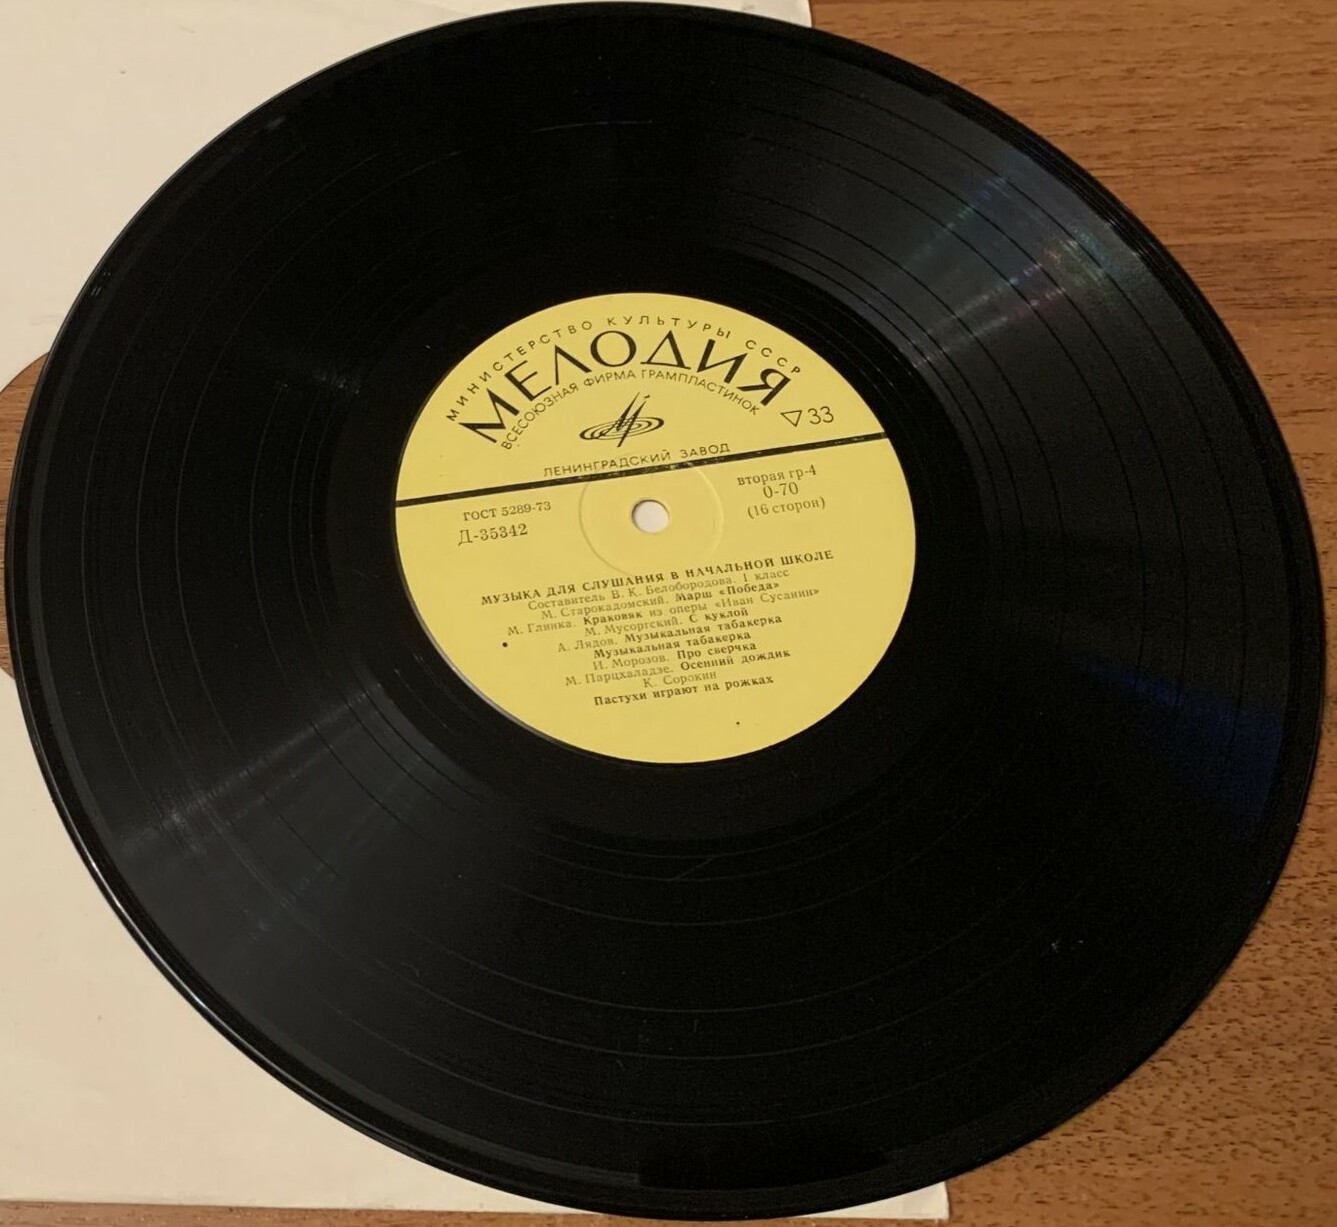 МИНИСТЕРСТВО КУЛЬТУРЫ СССР
МЕЛОДИЯ
ВСЕСОЮЗНАЯ ФИРМА ГРАМПЛАСТИНОК
33
ЛЕНИНГРАДСКИЙ ЗАВОД
ГОСТ 5289-73
Д-35342
вторая гр-4
0-70
(16 сторон)
МУЗЫКА ДЛЯ СЛУШАНИЯ В НАЧАЛЬНОЙ ШКОЛЕ
Составитель В. К. Белобородова. 1 класс
М. Старокадомский. Марш «Победа»
М. Глинка. Краковяк из оперы «Иван Сусанин»
М. Мусоргский. С куклой
А. Лядов. Музыкальная табакерка
Музыкальная табакерка
И. Морозов. Про сверчка
М. Парцхаладзе. Осенний дождик
К. Сорокин
Пастухи играют на рожках